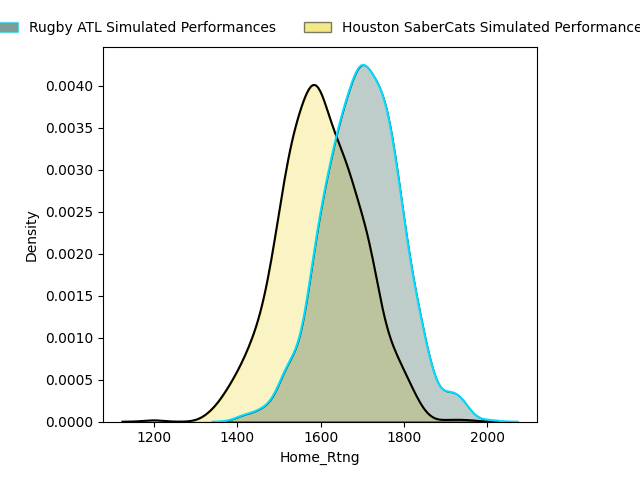 Rugby ATL Simulated Performances
Houston SaberCats Simulated Performance
0.0040
0.0035
0.0030
0.0025
0.0020
0.0015
0.0010
0.0005
0.0000
Density
1200 1400 1600 1800 2000
Home_Rtng